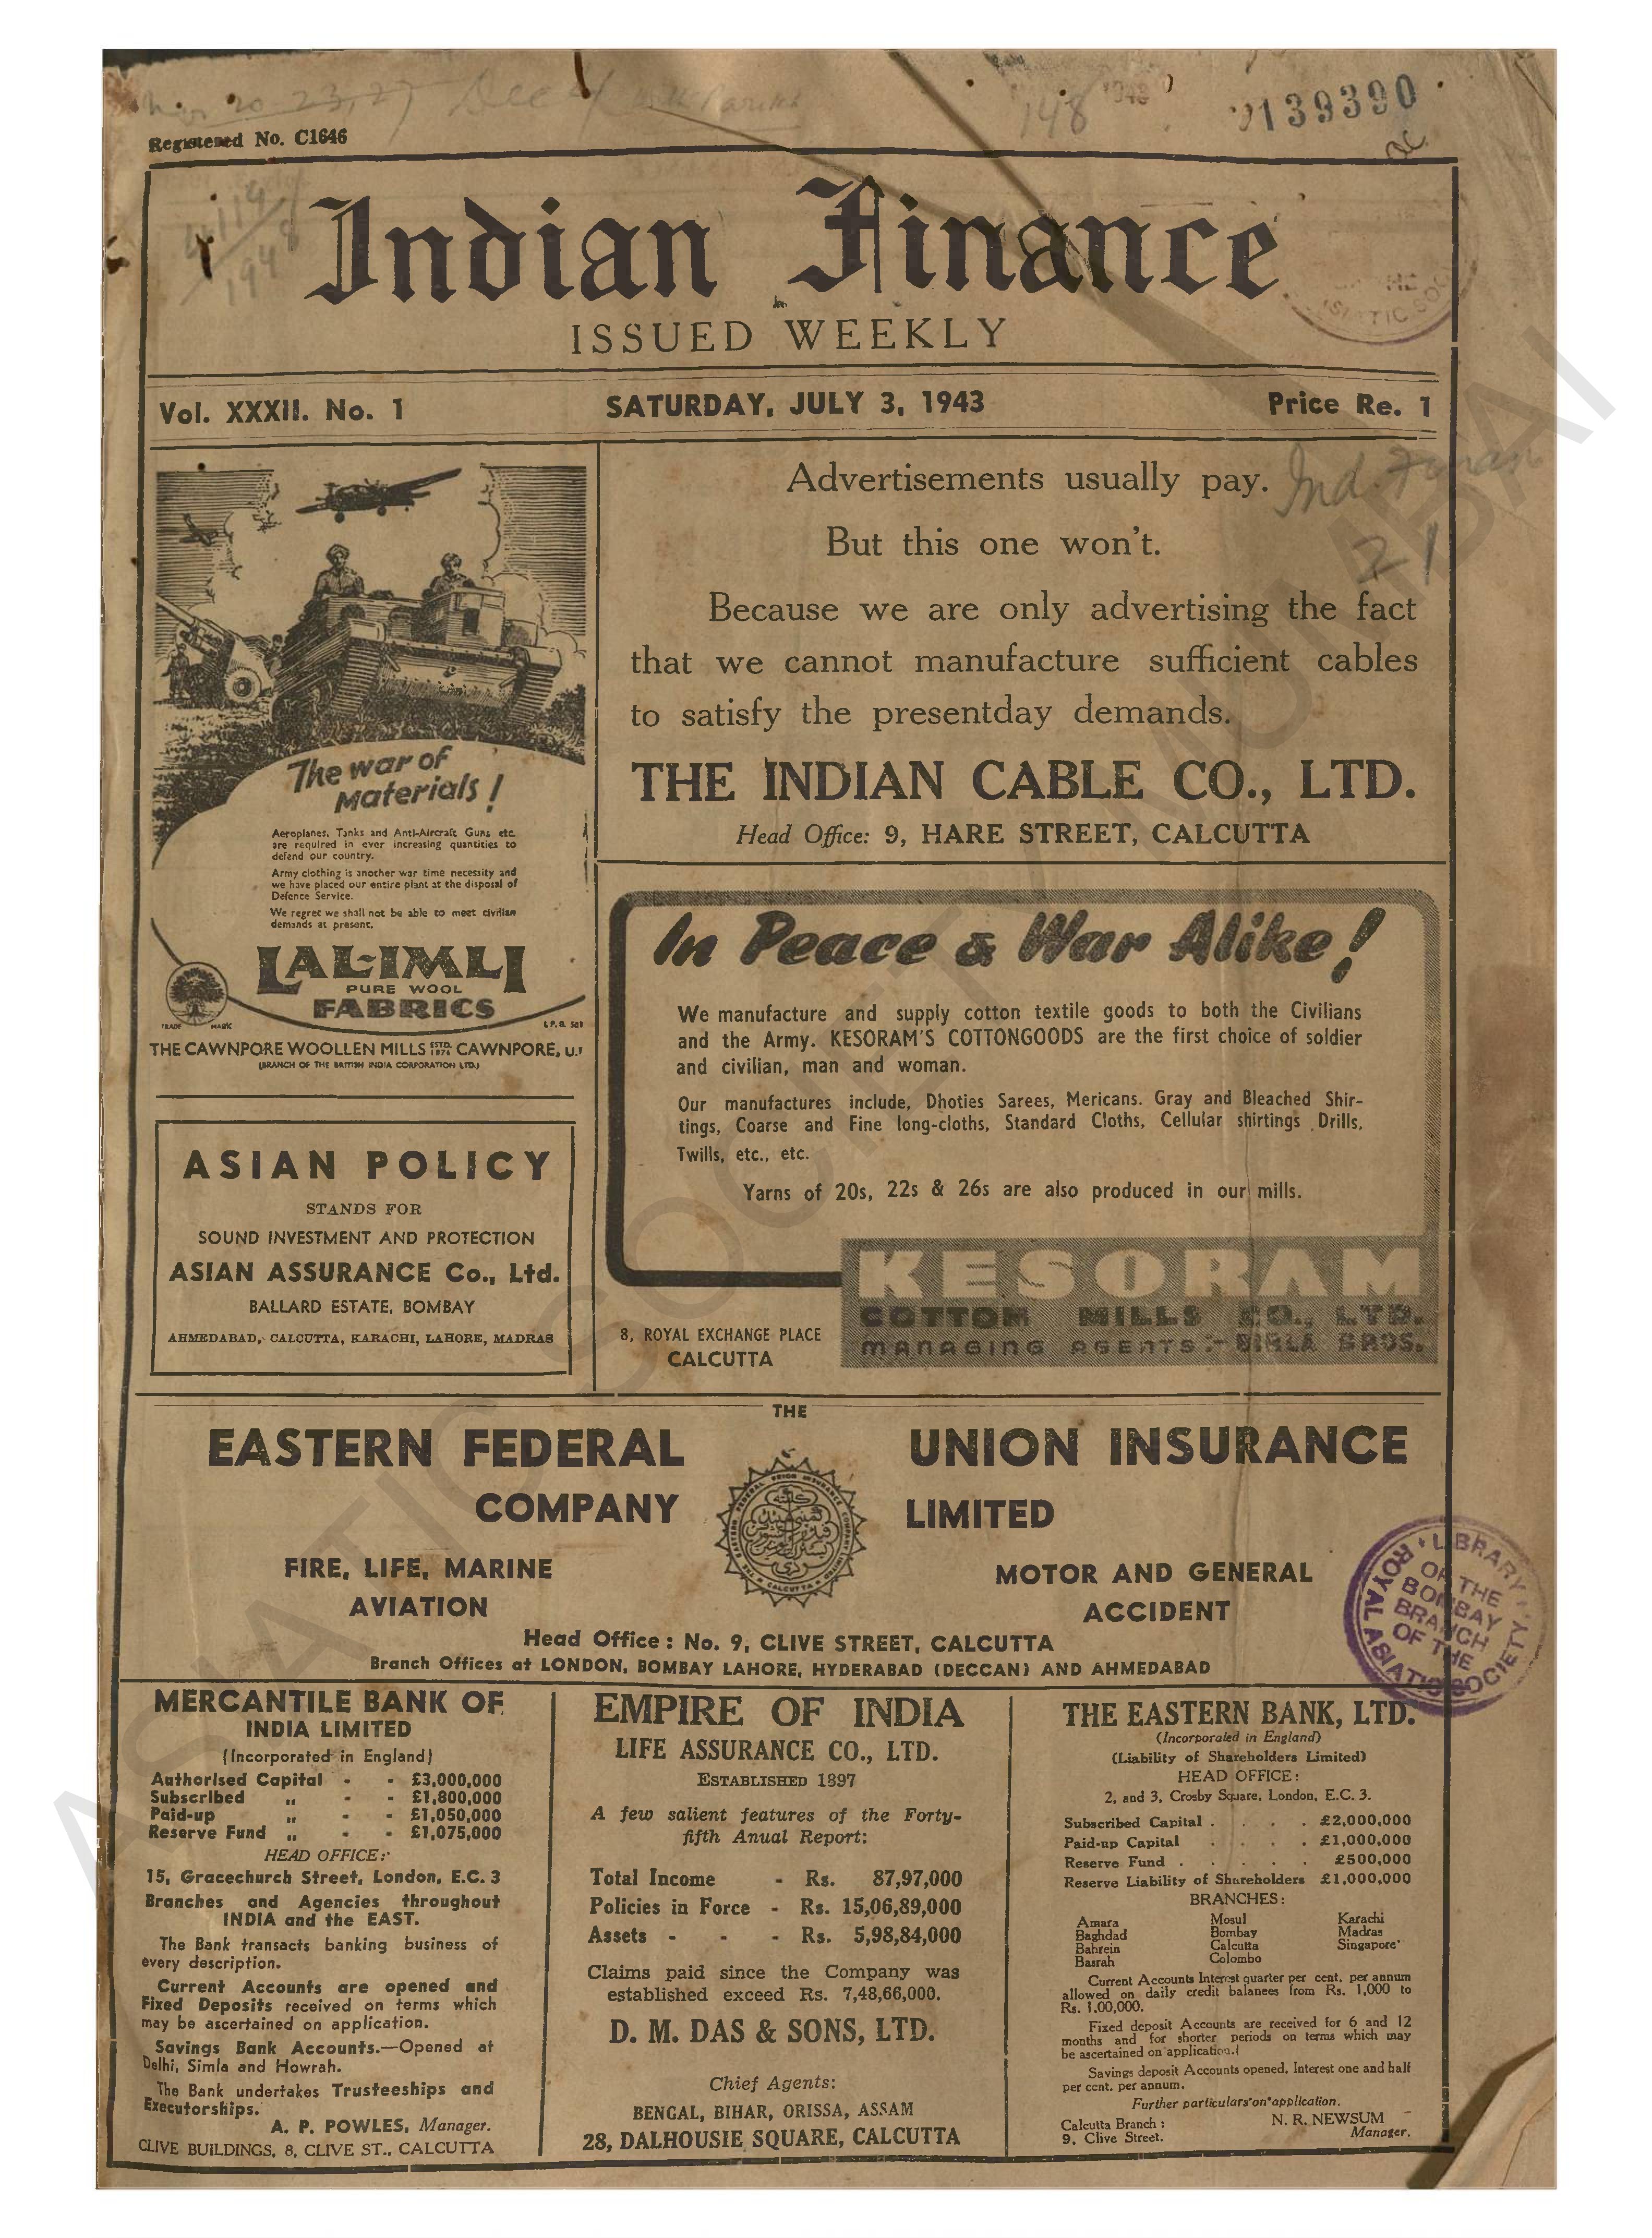 Registered No. C1646
139390
148
1948
Indian Finance
ISSUED WEEKLY
Vol. XXXII. No. 1
SATURDAY, JULY 3, 1943
Price Re. 1
The war of
Materials!
Aeroplanes, Tanks and Anti-Aircraft Guns etc.
are required in ever increasing quantities to
defend our country.
Army clothing is another war time necessity and
we have placed our entire plant at the disposal of
Defence Service.
We regret we shall not be able to meet civilian
demands at present.
LAL-IMLI
PURE WOOL
FABRICS
TRADE MARK
THE CAWNPORE WOOLLEN MILLS ESTD. 1876 CAWNPORE, U.
(BRANCH OF THE BRITISH INDIA CORPORATION LTD.)
ASIAN POLICY
STANDS FOR
SOUND INVESTMENT AND PROTECTION
ASIAN ASSURANCE Co., Ltd.
BALLARD ESTATE, BOMBAY
AHMEDABAD, CALCUTTA, KARACHI, LAHORE, MADRAS
Advertisements usually pay.
But this one won't.
Because we are only advertising the fact
that we cannot manufacture sufficient cables
to satisfy the presentday demands.
THE INDIAN CABLE CO., LTD.
Head Office: 9, HARE STREET, CALCUTTA
In Peace & War Alike!
We manufacture and supply cotton textile goods to both the Civilians
and the Army. KESORAM'S COTTONGOODS are the first choice of soldier
and civilian, man and woman.
Our manufactures include, Dhoties Sarees, Mericans. Gray and Bleached Shir-
tings, Coarse and Fine long-cloths, Standard Cloths, Cellular shirtings Drills,
Twills, etc., etc.
Yarns of 20s, 22s & 26s are also produced in our mills.
KESORAM
COTTOM MILLS CO., LTD.
MANAGING AGENTS:- BIRLA BROS.
8, ROYAL EXCHANGE PLACE
CALCUTTA
THE
EASTERN FEDERAL UNION INSURANCE
COMPANY LIMITED
FIRE, LIFE, MARINE
AVIATION
MOTOR AND GENERAL
ACCIDENT
Head Office : No. 9, CLIVE STREET, CALCUTTA
Branch Offices at LONDON, BOMBAY LAHORE, HYDERABAD (DECCAN) AND AHMEDABAD
LIBRARY
OF THE
BOMBAY
BRANCH
OF THE
ROYAL ASIATIC SOCIETY
MERCANTILE BANK OF
INDIA LIMITED
(Incorporated in England)
Authorised Capital - - £3,000,000
Subscribed „ - - £1,800,000
Paid-up „ - - £1,050,000
Reserve Fund „ - - £1,075,000
HEAD OFFICE:
15, Gracechurch Street, London, E.C. 3
Branches and Agencies throughout
INDIA and the EAST.
The Bank transacts banking business of
every description.
Current Accounts are opened and
Fixed Deposits received on terms which
may be ascertained on application.
Savings Bank Accounts.—Opened at
Delhi, Simla and Howrah.
The Bank undertakes Trusteeships and
Executorships.
A. P. POWLES, Manager.
CLIVE BUILDINGS, 8, CLIVE ST., CALCUTTA
EMPIRE OF INDIA
LIFE ASSURANCE CO., LTD.
ESTABLISHED 1897
A few salient features of the Forty-
fifth Anual Report:
Total Income - Rs. 87,97,000
Policies in Force - Rs. 15,06,89,000
Assets - - - Rs. 5,98,84,000
Claims paid since the Company was
established exceed Rs. 7,48,66,000.
D. M. DAS & SONS, LTD.
Chief Agents:
BENGAL, BIHAR, ORISSA, ASSAM
28, DALHOUSIE SQUARE, CALCUTTA
THE EASTERN BANK, LTD.
(Incorporated in England)
(Liability of Shareholders Limited)
HEAD OFFICE:
2, and 3, Crosby Square, London, E.C. 3.
Subscribed Capital . . . . £2,000,000
Paid-up Capital . . . . £1,000,000
Reserve Fund . . . . . £500,000
Reserve Liability of Shareholders £1,000,000
BRANCHES:
Amara Mosul Karachi
Baghdad Bombay Madras
Bahrein Calcutta Singapore
Basrah Colombo
Current Accounts Interest quarter per cent. per annum
allowed on daily credit balanees from Rs. 1,000 to
Rs. 1,00,000.
Fixed deposit Accounts are received for 6 and 12
months and for shorter periods on terms which may
be ascertained on application.
Savings deposit Accounts opened. Interest one and half
per cent. per annum.
Further particulars on application.
Calcutta Branch : N. R. NEWSUM
9, Clive Street. Manager.
ASIATIC SOCIETY MUMBAI